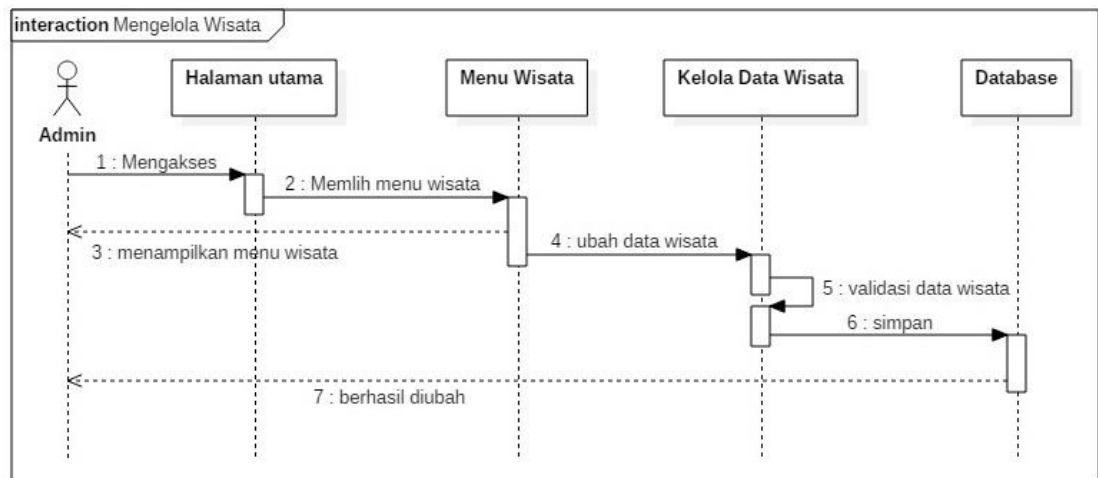 interaction Mengelola Wisata
Halaman utama
Menu Wisata
Kelola Data Wisata
Database
Admin
1 : Mengakses
2 : Memlih menu wisata
3 : menampilkan menu wisata
4 : ubah data wisata
5 : validasi data wisata
6 : simpan
7 : berhasil diubah